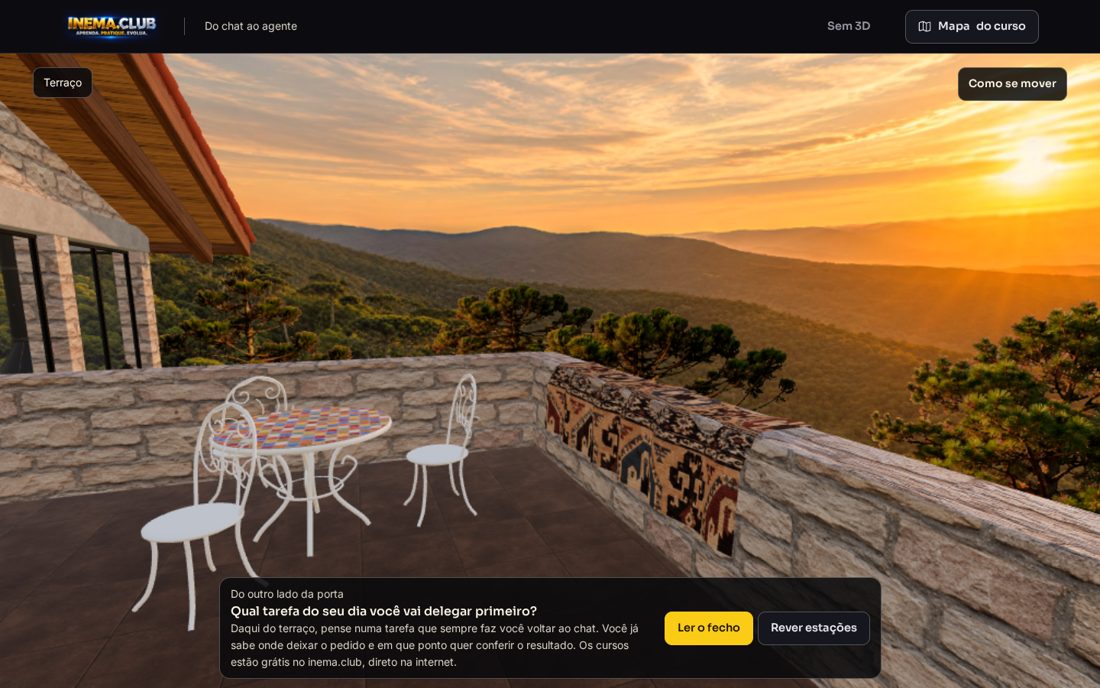 INEMA.CLUB
APRENDA. PRATIQUE. EVOLUA.
Do chat ao agente
Sem 3D
Mapa do curso
Terraço
Como se mover
Do outro lado da porta
Qual tarefa do seu dia você vai delegar primeiro?
Daqui do terraço, pense numa tarefa que sempre faz você voltar ao chat. Você já
sabe onde deixar o pedido e em que ponto quer conferir o resultado. Os cursos
estão grátis no inema.club, direto na internet.
Ler o fecho
Rever estações